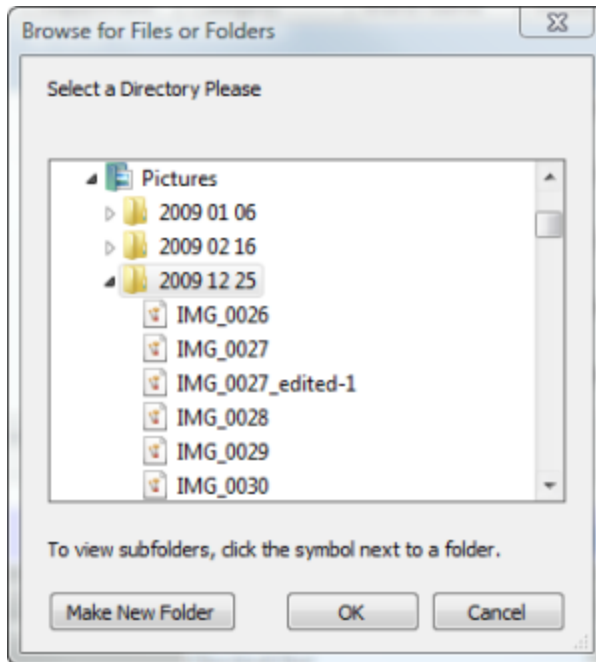 Browse for Files or Folders
Select a Directory Please
Pictures
2009 01 06
2009 02 16
2009 12 25
IMG_0026
IMG_0027
IMG_0027_edited-1
IMG_0028
IMG_0029
IMG_0030
To view subfolders, click the symbol next to a folder.
Make New Folder OK Cancel